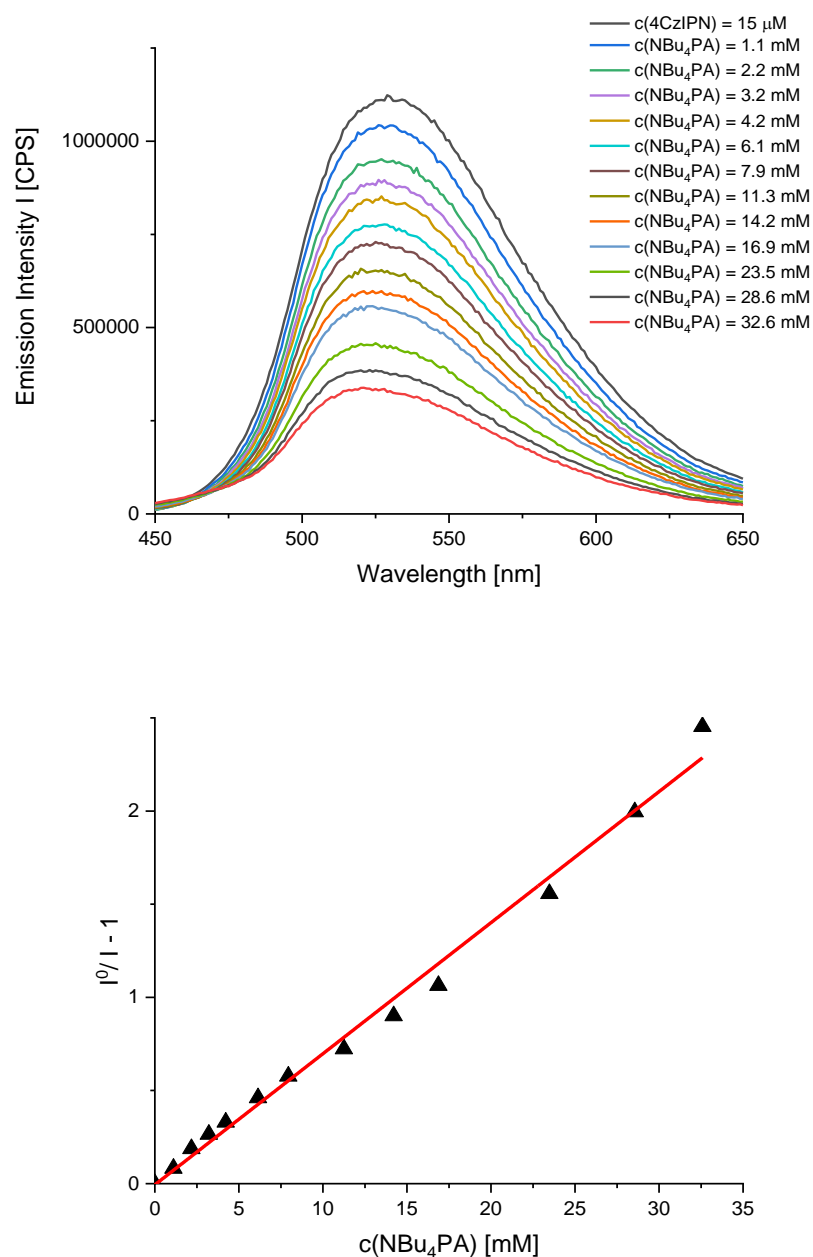 c(4CzIPN) = 15 μM
c(NBu₄PA) = 1.1 mM
c(NBu₄PA) = 2.2 mM
c(NBu₄PA) = 3.2 mM
c(NBu₄PA) = 4.2 mM
c(NBu₄PA) = 6.1 mM
c(NBu₄PA) = 7.9 mM
c(NBu₄PA) = 11.3 mM
c(NBu₄PA) = 14.2 mM
c(NBu₄PA) = 16.9 mM
c(NBu₄PA) = 23.5 mM
c(NBu₄PA) = 28.6 mM
c(NBu₄PA) = 32.6 mM
Emission Intensity I [CPS]
1000000
500000
0
450 500 550 600 650
Wavelength [nm]
I⁰/ I - 1
2
1
0
0 5 10 15 20 25 30 35
c(NBu₄PA) [mM]